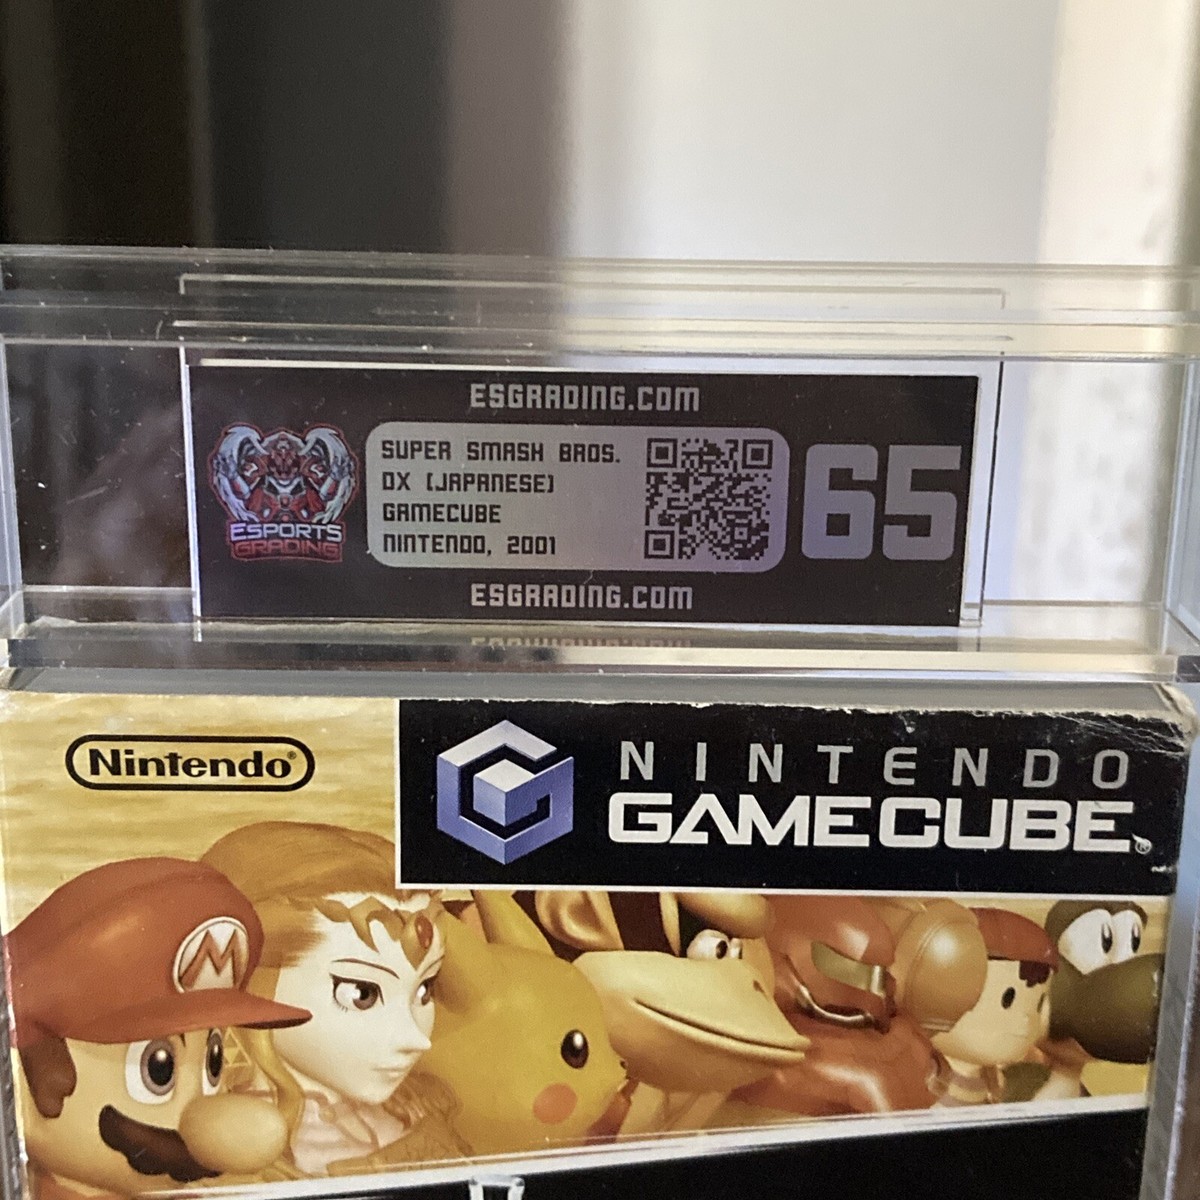 ESGRADING.COM
SUPER SMASH BROS.
DX [JAPANESE]
GAMECUBE
NINTENDO, 2001
65
ESPORTS
GRADING
ESGRADING.COM
Nintendo®
NINTENDO
GAMECUBE®
M